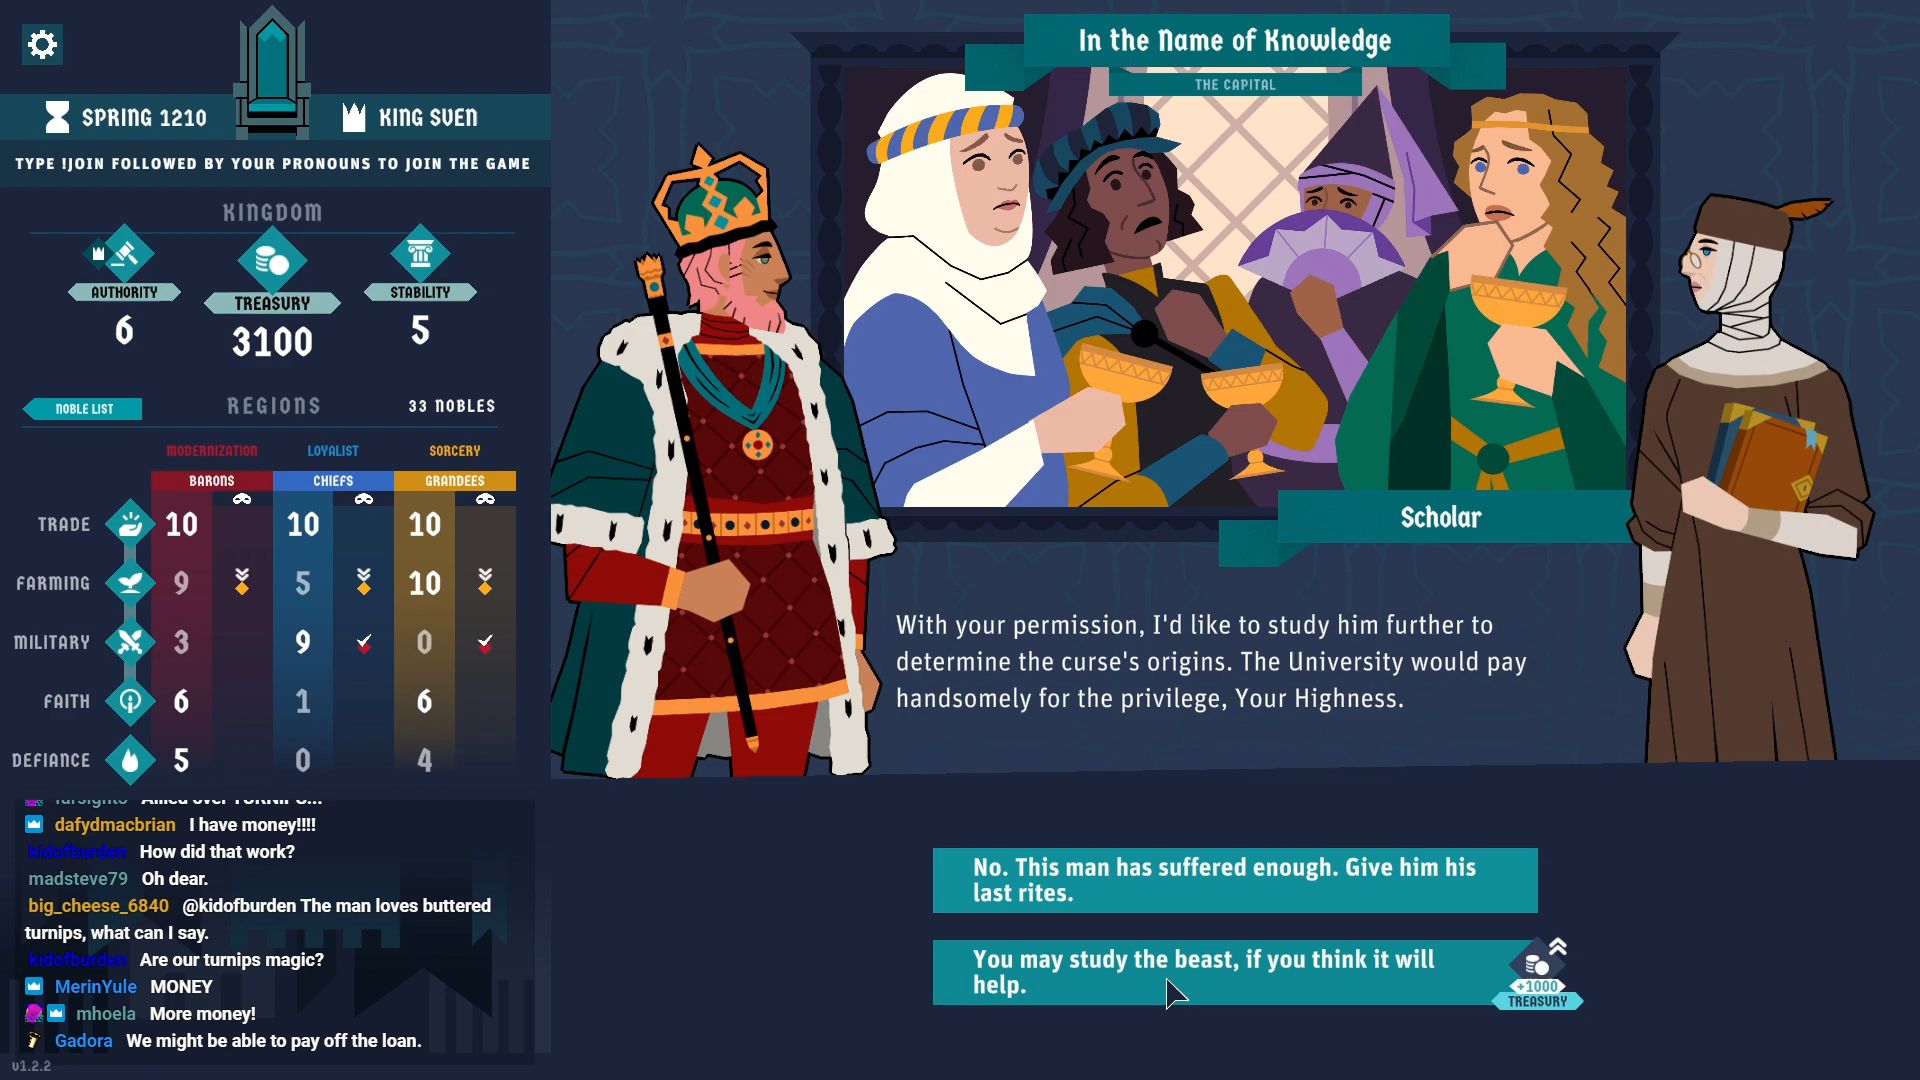 In the Name of Knowledge
THE CAPITAL
SPRING 1210
KING SVEN
TYPE !JOIN FOLLOWED BY YOUR PRONOUNS TO JOIN THE GAME
KINGDOM
AUTHORITY
TREASURY
STABILITY
6
3100
5
NOBLE LIST
REGIONS
33 NOBLES
MODERNIZATION
LOYALIST
SORCERY
BARONS
CHIEFS
GRANDEES
TRADE 10 10 10
FARMING 9 5 10
MILITARY 3 9 0
FAITH 6 1 6
DEFIANCE 5 0 4
dafydmacbrian I have money!!!!
kidofburden How did that work?
madsteve79 Oh dear.
big_cheese_6840 @kidofburden The man loves buttered
turnips, what can I say.
kidofburden Are our turnips magic?
MerinYule MONEY
mhoela More money!
Gadora We might be able to pay off the loan.
v1.2.2
Scholar
With your permission, I'd like to study him further to
determine the curse's origins. The University would pay
handsomely for the privilege, Your Highness.
No. This man has suffered enough. Give him his
last rites.
You may study the beast, if you think it will
help.
+1000
TREASURY